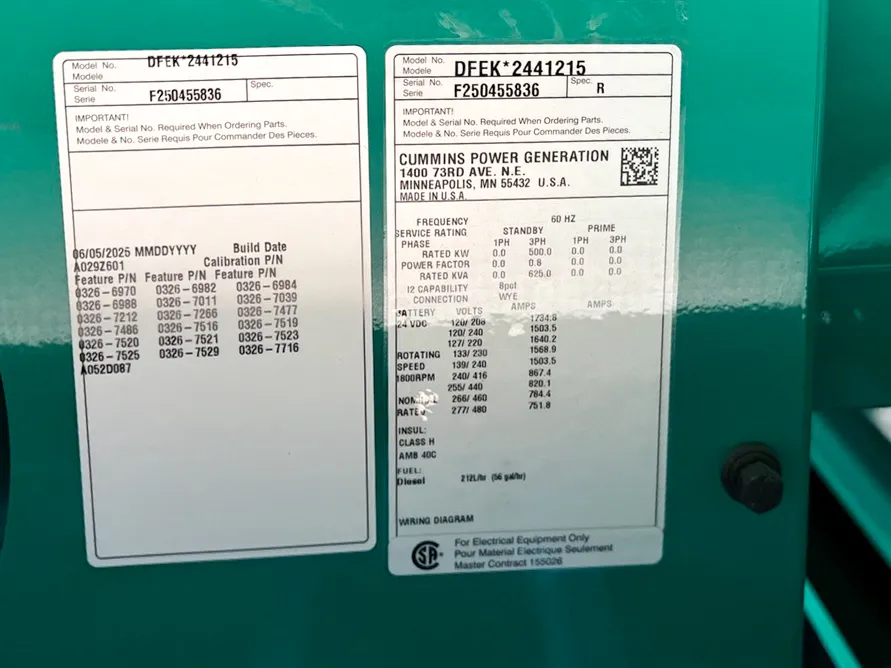 Model No. DFEK*2441215
Modele
Serial No. F250455836 Spec.
Serie
IMPORTANT!
Model & Serial No. Required When Ordering Parts.
Modele & No. Serie Requis Pour Commander Des Pieces.
06/05/2025 MMDDYYYY Build Date
A029Z601 Calibration P/N
Feature P/N Feature P/N Feature P/N
0326-6970 0326-6982 0326-6984
0326-6988 0326-7011 0326-7039
0326-7212 0326-7266 0326-7477
0326-7486 0326-7516 0326-7519
0326-7520 0326-7521 0326-7523
0326-7525 0326-7529 0326-7716
A052D087
Model No. DFEK*2441215
Modele
Serial No. F250455836 Spec. R
Serie
IMPORTANT!
Model & Serial No. Required When Ordering Parts.
Modele & No. Serie Requis Pour Commander Des Pieces.
CUMMINS POWER GENERATION
1400 73RD AVE. N.E.
MINNEAPOLIS, MN 55432 U.S.A.
MADE IN U.S.A.
FREQUENCY 60 HZ
SERVICE RATING STANDBY PRIME
PHASE 1PH 3PH 1PH 3PH
RATED KW 0.0 500.0 0.0 0.0
POWER FACTOR 0.0 0.8 0.0 0.0
RATED KVA 0.0 625.0 0.0 0.0
I2 CAPABILITY 8pct
CONNECTION WYE
BATTERY VOLTS AMPS AMPS
24 VDC 120/ 208 1734.8
120/ 240 1503.5
127/ 220 1640.2
ROTATING 133/ 230 1568.9
SPEED 139/ 240 1503.5
1800RPM 240/ 416 867.4
255/ 440 820.1
NOMINAL 266/ 460 784.4
RATED 277/ 480 751.8
INSUL:
CLASS H
AMB 40C
FUEL:
Diesel 212L/hr (56 gal/hr)
WIRING DIAGRAM
For Electrical Equipment Only
Pour Material Electrique Seulement
Master Contract 155026